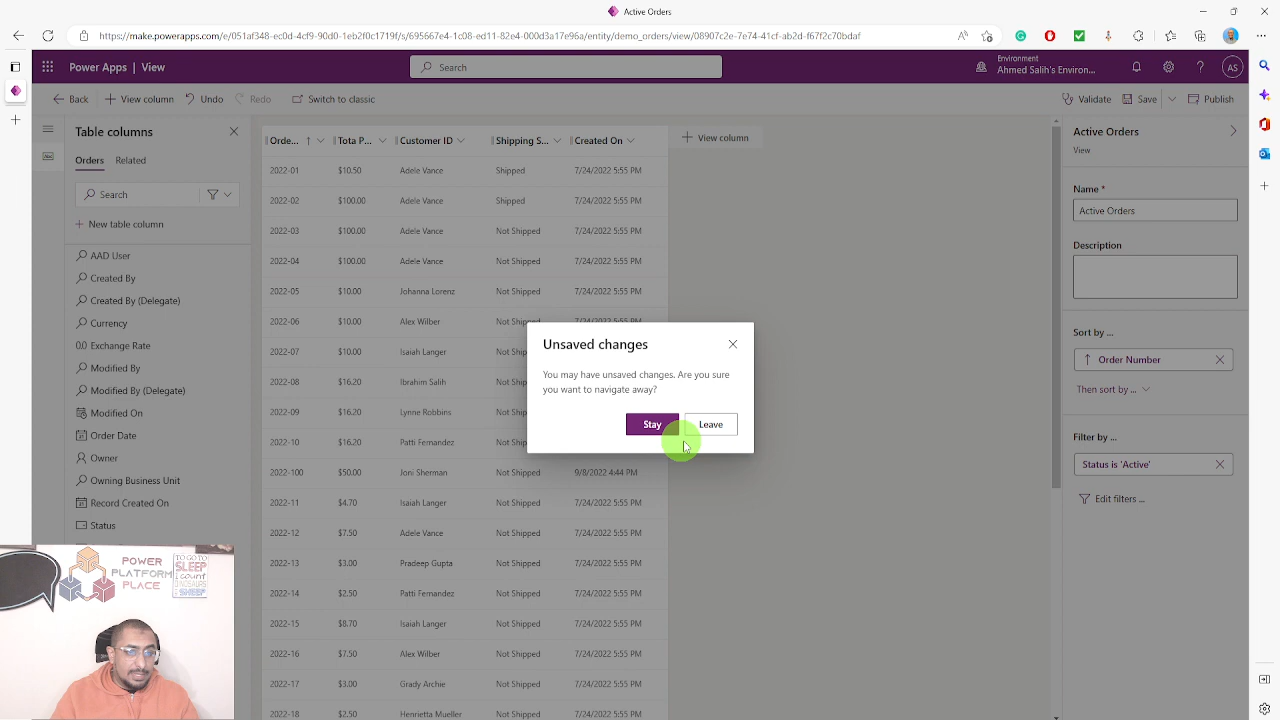 Active Orders
https://make.powerapps.com/e/051af348-ec0d-4cf9-90d0-1eb2f0c1719f/s/695667e4-1c08-ed11-82e4-000d3a17e96a/entity/demo_orders/view/08907c2e-7e74-41cf-ab2d-f67f2c70bdaf
Power Apps | View
Search
Environment
Ahmed Salih's Environ...
AS
Back
View column
Undo
Redo
Switch to classic
Validate
Save
Publish
Table columns
Orders
Related
Search
New table column
AAD User
Created By
Created By (Delegate)
Currency
Exchange Rate
Modified By
Modified By (Delegate)
Modified On
Order Date
Owner
Owning Business Unit
Record Created On
Status
Orde... Tota P... Customer ID Shipping S... Created On
View column
2022-01 $10.50 Adele Vance Shipped 7/24/2022 5:55 PM
2022-02 $100.00 Adele Vance Shipped 7/24/2022 5:55 PM
2022-03 $100.00 Adele Vance Not Shipped 7/24/2022 5:55 PM
2022-04 $100.00 Adele Vance Not Shipped 7/24/2022 5:55 PM
2022-05 $10.00 Johanna Lorenz Not Shipped 7/24/2022 5:55 PM
2022-06 $10.00 Alex Wilber Not Shipped 7/24/2022 5:55 PM
2022-07 $10.00 Isaiah Langer Not
2022-08 $16.20 Ibrahim Salih Not
2022-09 $16.20 Lynne Robbins Not
2022-10 $16.20 Patti Fernandez Not
2022-100 $50.00 Joni Sherman Not Shipped 9/8/2022 4:44 PM
2022-11 $4.70 Isaiah Langer Not Shipped 7/24/2022 5:55 PM
2022-12 $7.50 Adele Vance Not Shipped 7/24/2022 5:55 PM
2022-13 $3.00 Pradeep Gupta Not Shipped 7/24/2022 5:55 PM
2022-14 $2.50 Patti Fernandez Not Shipped 7/24/2022 5:55 PM
2022-15 $8.70 Isaiah Langer Not Shipped 7/24/2022 5:55 PM
2022-16 $7.50 Alex Wilber Not Shipped 7/24/2022 5:55 PM
2022-17 $3.00 Grady Archie Not Shipped 7/24/2022 5:55 PM
2022-18 $2.50 Henrietta Mueller Not Shipped 7/24/2022 5:55 PM
Unsaved changes
You may have unsaved changes. Are you sure
you want to navigate away?
Stay
Leave
Active Orders
View
Name *
Active Orders
Description
Sort by ...
Order Number
Then sort by ...
Filter by ...
Status is 'Active'
Edit filters ...
POWER
PLATFORM
PLACE
TO GO TO
SLEEP
I count
SHEEP